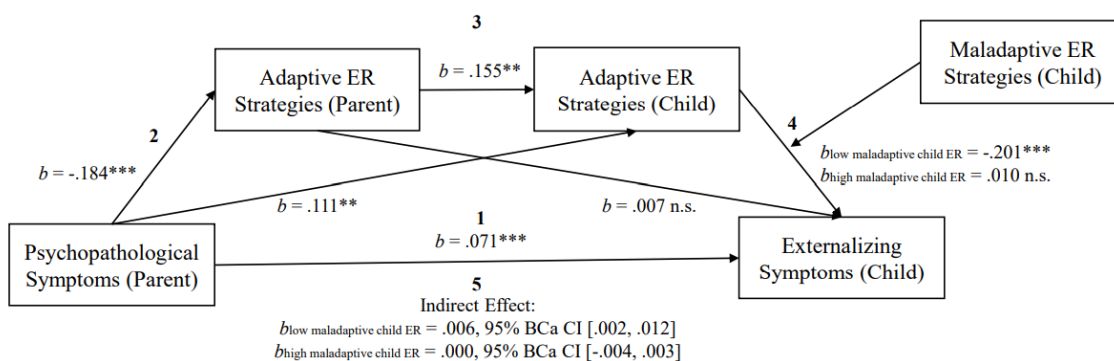 3
Maladaptive ER
Strategies (Child)
Adaptive ER
Strategies (Parent)
b = .155**
Adaptive ER
Strategies (Child)
2
4
b = -.184***
blow maladaptive child ER = -.201***
bhigh maladaptive child ER = .010 n.s.
b = .111**
b = .007 n.s.
1
b = .071***
Psychopathological
Symptoms (Parent)
Externalizing
Symptoms (Child)
5
Indirect Effect:
blow maladaptive child ER = .006, 95% BCa CI [.002, .012]
bhigh maladaptive child ER = .000, 95% BCa CI [-.004, .003]